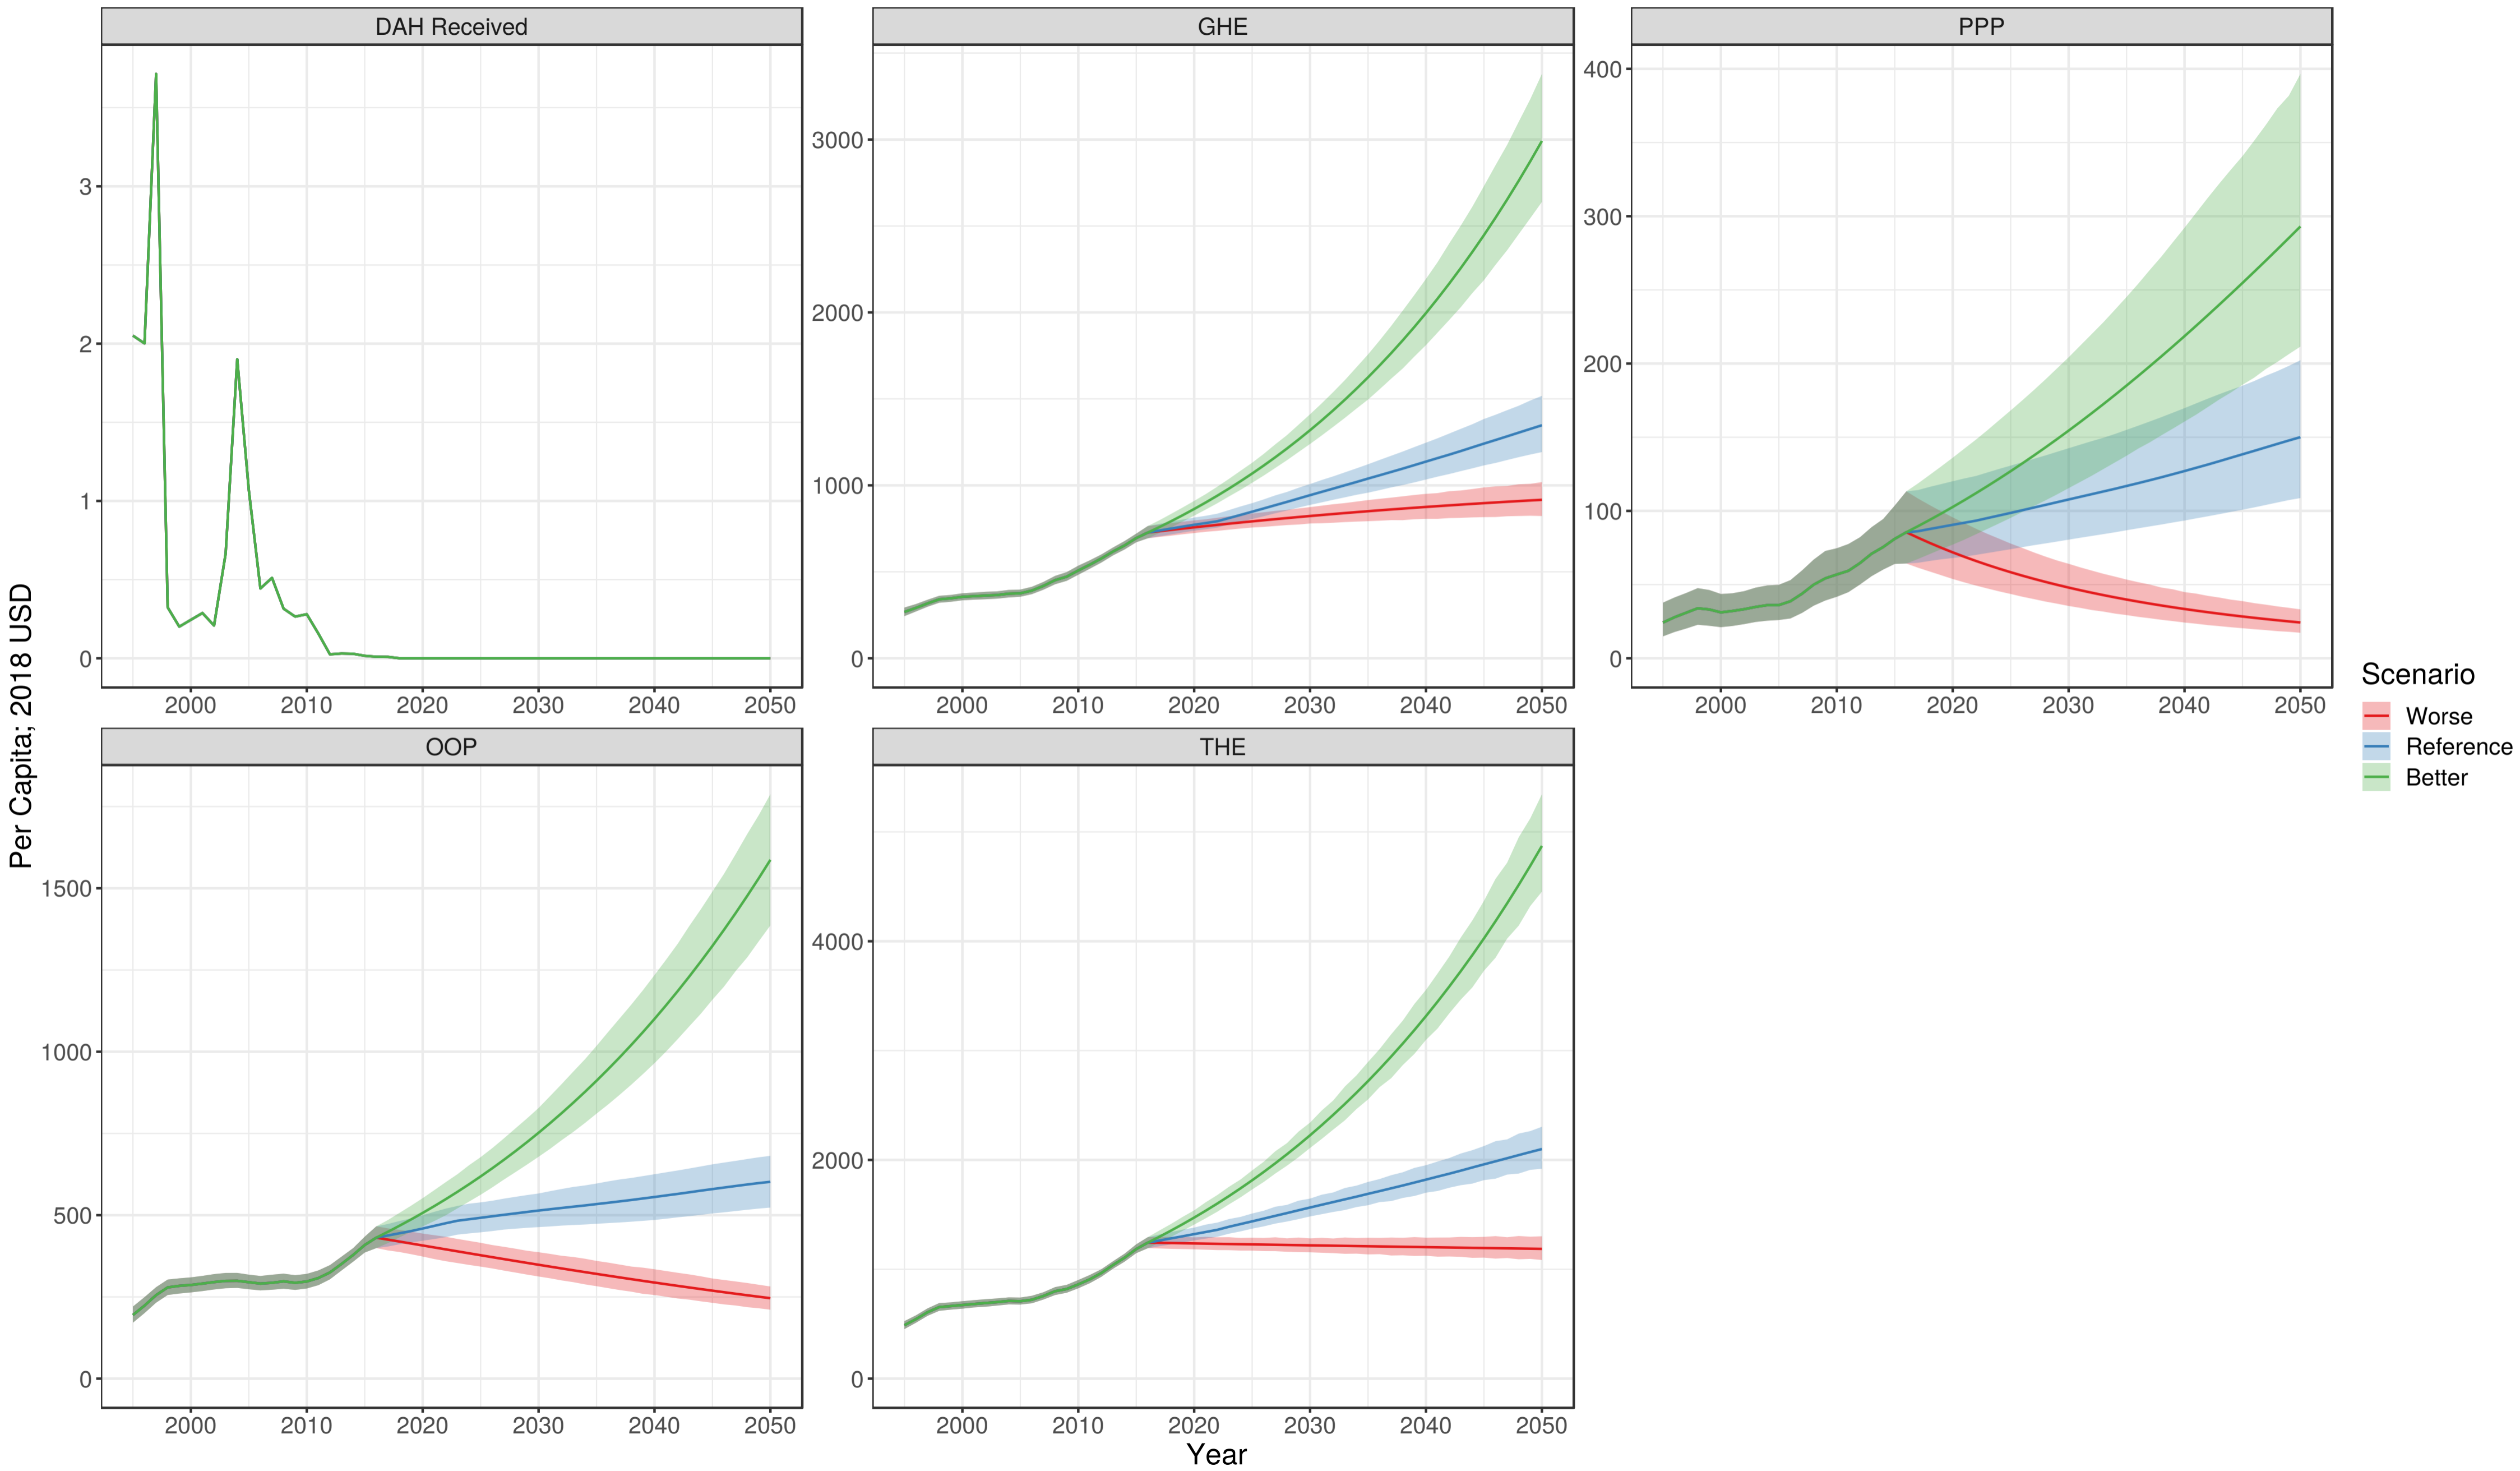 DAH Received
GHE
PPP
3
2
1
0
3000
2000
1000
0
400
300
200
100
0
2000 2010 2020 2030 2040 2050
2000 2010 2020 2030 2040 2050
2000 2010 2020 2030 2040 2050
Per Capita; 2018 USD
OOP
THE
1500
1000
500
0
4000
2000
0
2000 2010 2020 2030 2040 2050
2000 2010 2020 2030 2040 2050
Year
Scenario
Worse
Reference
Better